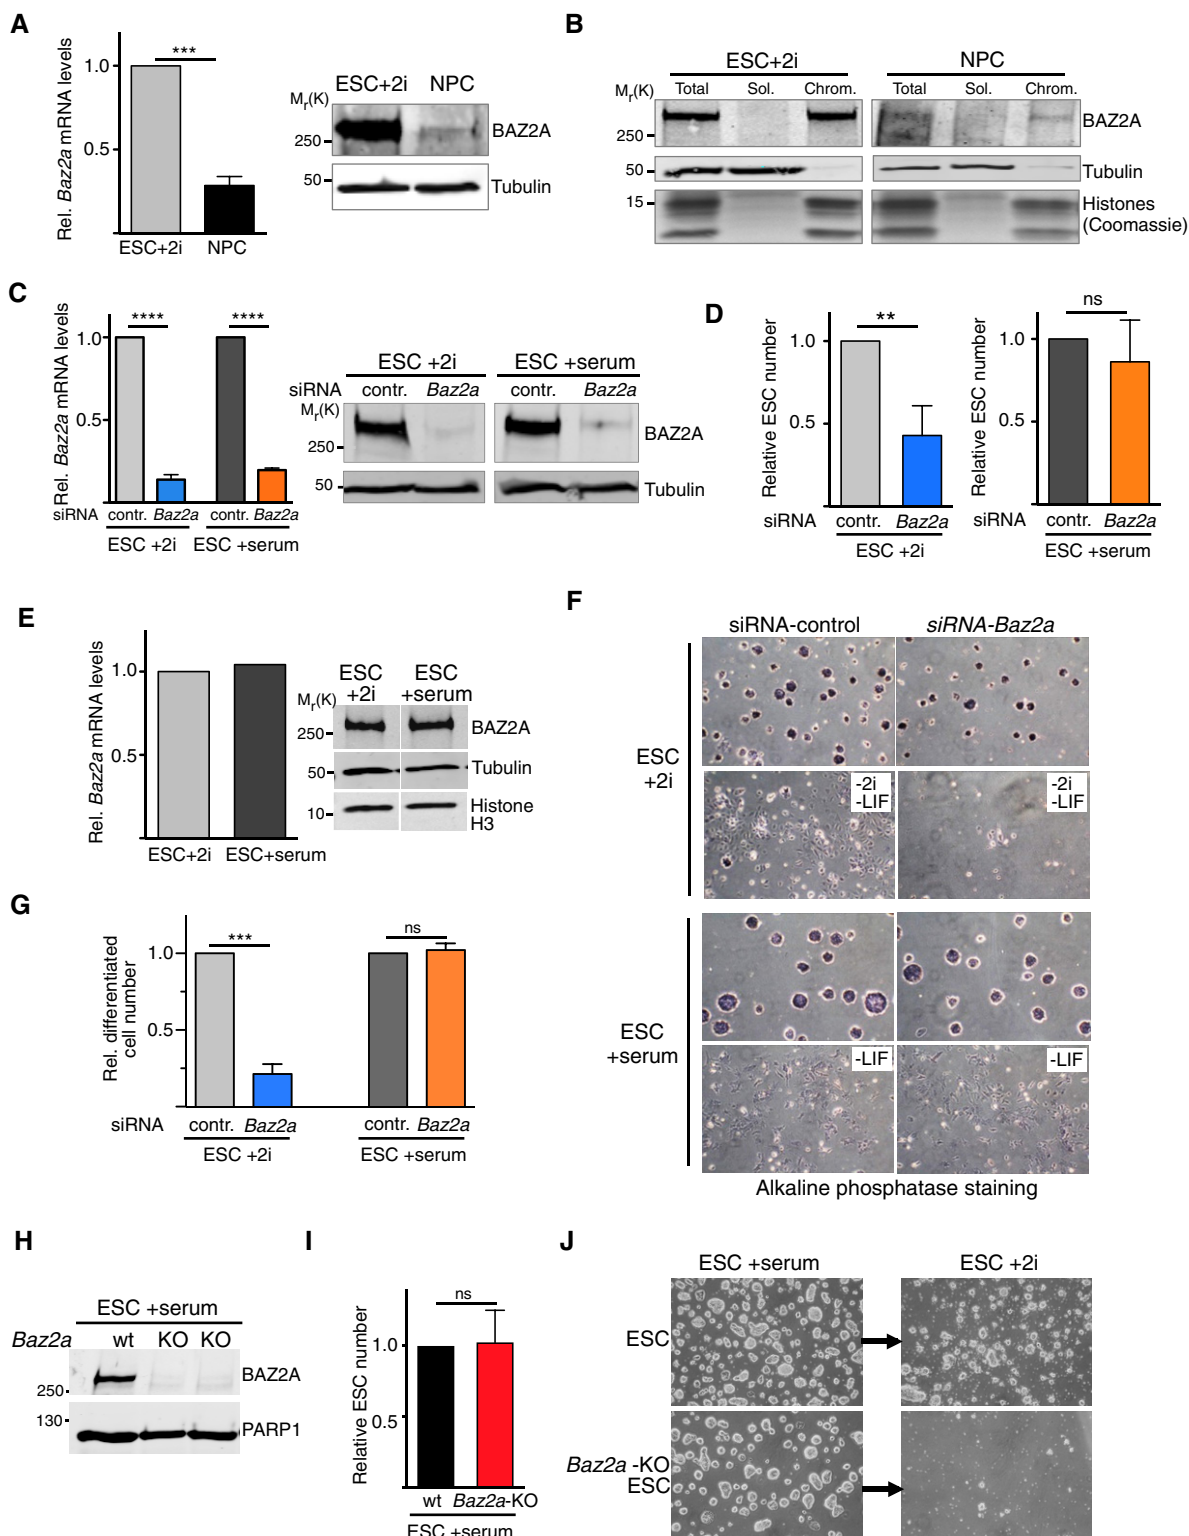 A
Rel. Baz2a mRNA levels
1.0
0.5
***
ESC+2i NPC
Mr(K)
ESC+2i NPC
250
BAZ2A
50
Tubulin
B
ESC+2i NPC
Mr(K)
Total Sol. Chrom. Total Sol. Chrom.
250
BAZ2A
50
Tubulin
15
Histones
(Coomassie)
C
Rel. Baz2a mRNA levels
1.0
0.5
**** ****
siRNA contr. Baz2a contr. Baz2a
ESC +2i ESC +serum
ESC +2i ESC +serum
siRNA contr. Baz2a contr. Baz2a
Mr(K)
250
BAZ2A
50
Tubulin
D
Relative ESC number
1.0
0.5
**
siRNA contr. Baz2a
ESC +2i
Relative ESC number
1.0
0.5
ns
siRNA contr. Baz2a
ESC +serum
E
Rel. Baz2a mRNA levels
1.0
0.5
ESC+2i ESC+serum
ESC +2i
ESC +serum
Mr(K)
250
BAZ2A
50
Tubulin
10
Histone
H3
F
siRNA-control siRNA-Baz2a
ESC
+2i
-2i
-LIF
-2i
-LIF
ESC
+serum
-LIF -LIF
Alkaline phosphatase staining
G
Rel. differentiated
cell number
1.0
0.5
*** ns
siRNA contr. Baz2a contr. Baz2a
ESC +2i ESC +serum
H
ESC +serum
Baz2a wt KO KO
250
BAZ2A
130
PARP1
I
Relative ESC number
1.0
0.5
ns
wt Baz2a-KO
ESC +serum
J
ESC +serum ESC +2i
ESC
Baz2a -KO
ESC